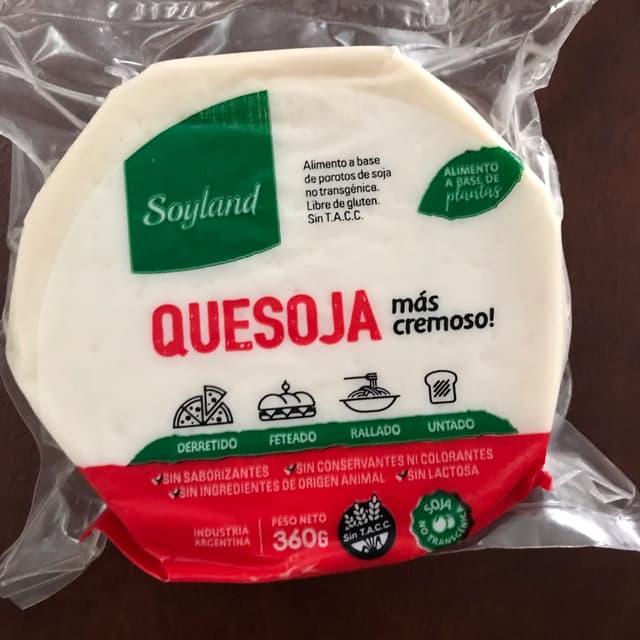 Soyland
Alimento a base
de porotos de soja
no transgénica.
Libre de gluten.
Sin T.A.C.C.
ALIMENTO
A BASE DE
plantas
QUESOJA
más
cremoso!
DERRETIDO
FETEADO
RALLADO
UNTADO
SIN SABORIZANTES
SIN CONSERVANTES NI COLORANTES
SIN INGREDIENTES DE ORIGEN ANIMAL
SIN LACTOSA
INDUSTRIA
ARGENTINA
PESO NETO
360G
Sin T.A.C.C.
SOJA
NO TRANSGÉNICA